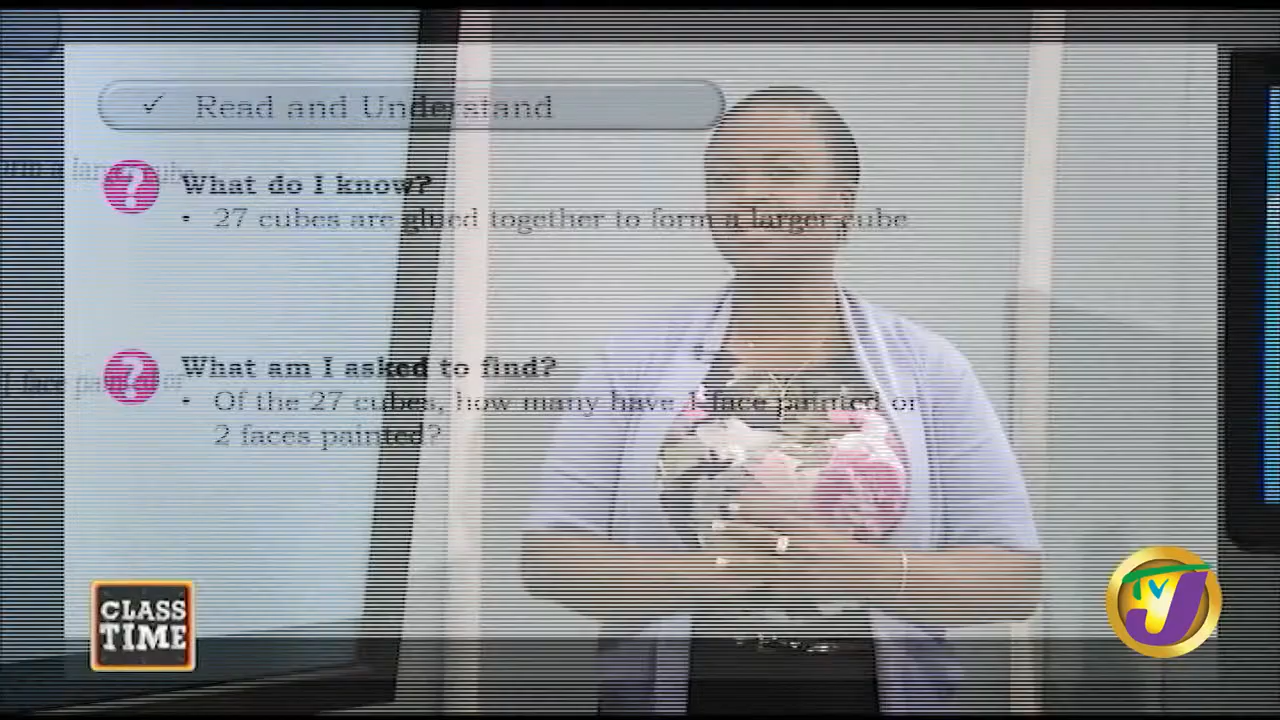 ✓ Read and Understand
What do I know?
• 27 cubes are glued together to form a larger cube
What am I asked to find?
• Of the 27 cubes, how many have 1 face painted or
2 faces painted?
CLASS
TIME
TVJ